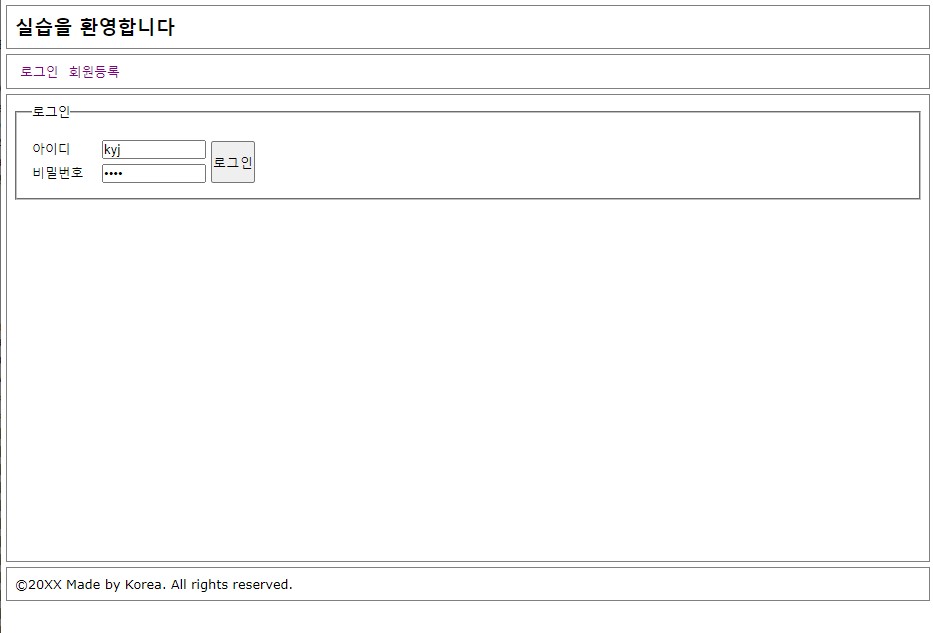 실습을 환영합니다
로그인 회원등록
로그인
아이디 kyj
비밀번호 ••••
로그인
©20XX Made by Korea. All rights reserved.